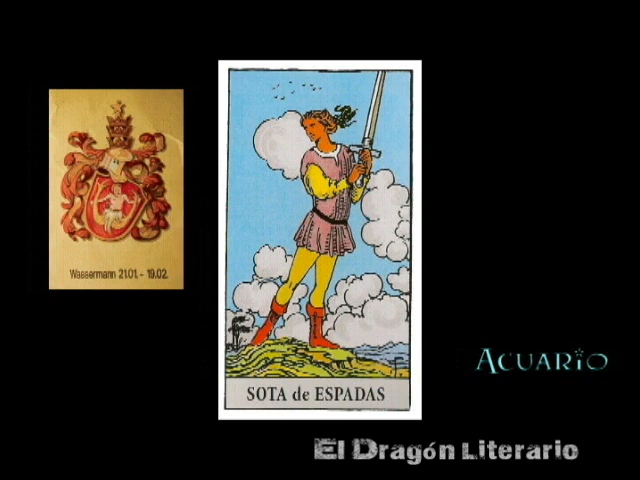 Wassermann 21.01. - 19.02.
SOTA de ESPADAS
ACUARIO
El Dragón Literario